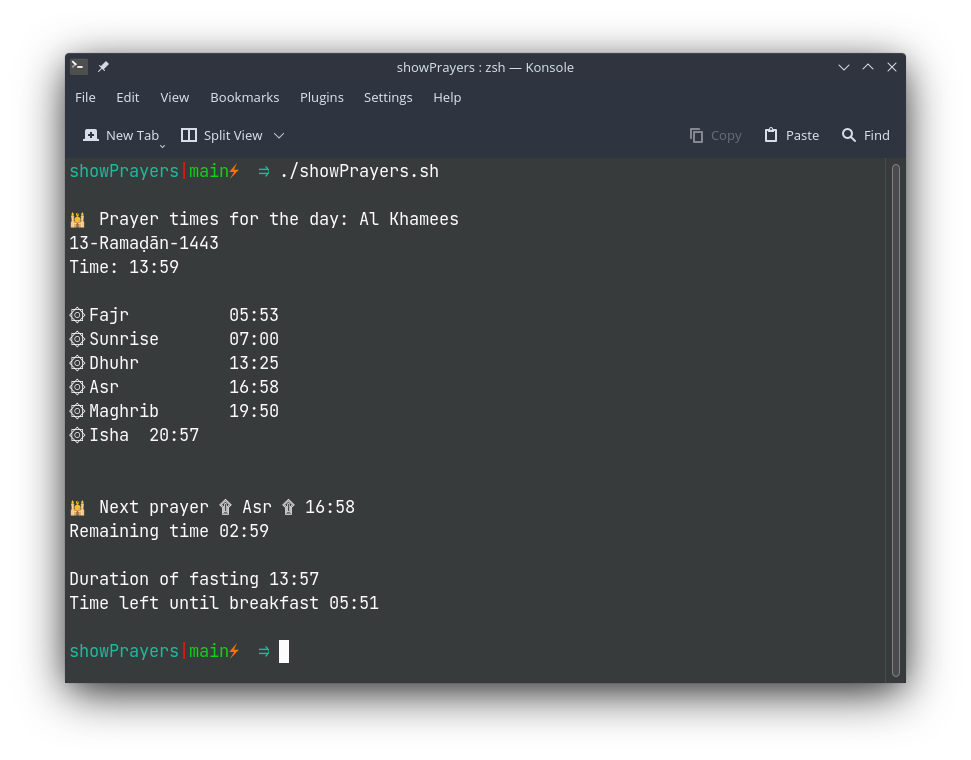 showPrayers : zsh — Konsole
File Edit View Bookmarks Plugins Settings Help
New Tab Split View Copy Paste Find
showPrayers|main⚡ ⇒ ./showPrayers.sh
🕌 Prayer times for the day: Al Khamees
13-Ramaḍān-1443
Time: 13:59
۞ Fajr 05:53
۞ Sunrise 07:00
۞ Dhuhr 13:25
۞ Asr 16:58
۞ Maghrib 19:50
۞ Isha 20:57
🕌 Next prayer ۩ Asr ۩ 16:58
Remaining time 02:59
Duration of fasting 13:57
Time left until breakfast 05:51
showPrayers|main⚡ ⇒